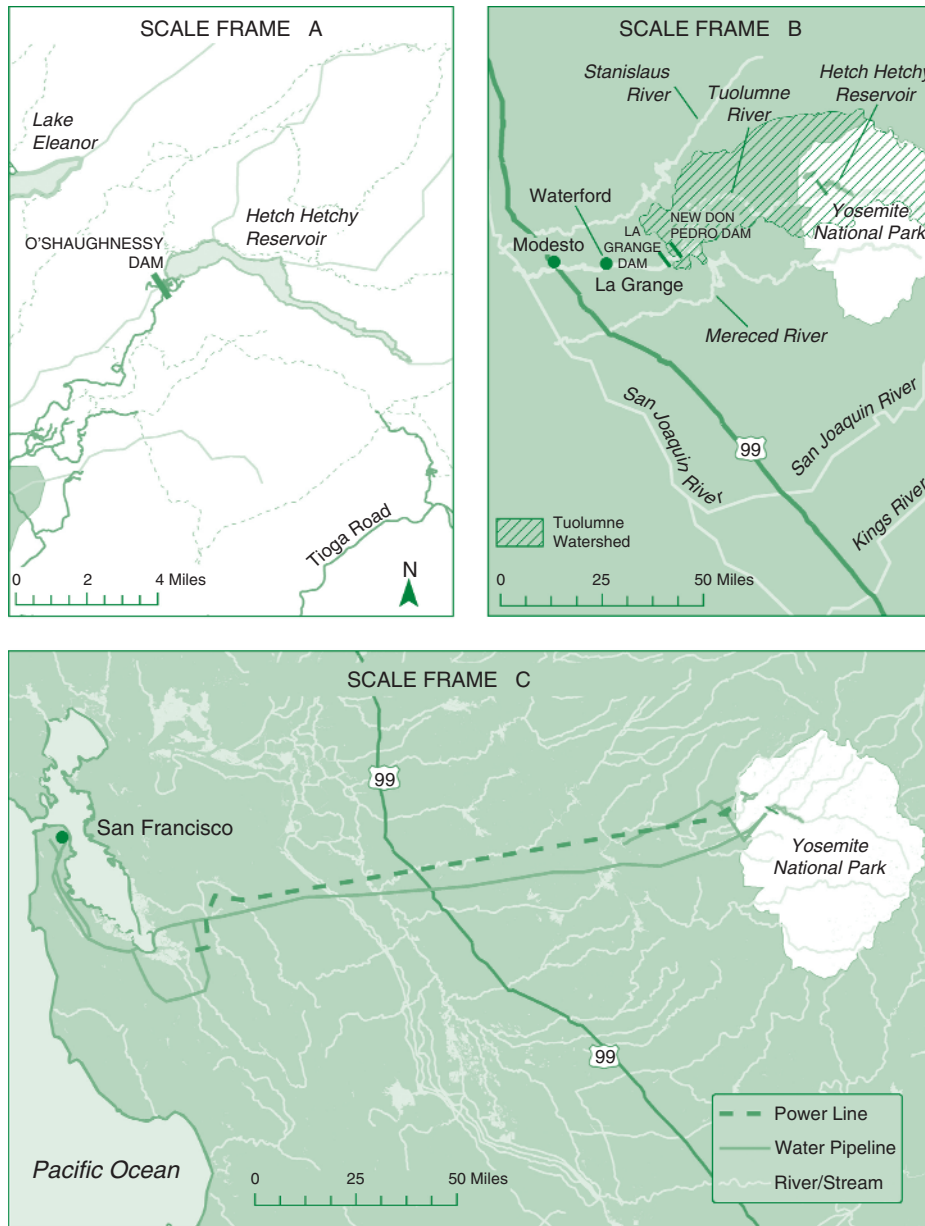 SCALE FRAME A
Lake
Eleanor
O'SHAUGHNESSY
DAM
Hetch Hetchy
Reservoir
Tioga Road
0 2 4 Miles
N
SCALE FRAME B
Stanislaus
River
Tuolumne
River
Hetch Hetchy
Reservoir
Waterford
Modesto
LA
GRANGE
DAM
NEW DON
PEDRO DAM
Yosemite
National Park
La Grange
Mereced River
San Joaquin River
San Joaquin River
99
Kings River
Tuolumne
Watershed
0 25 50 Miles
SCALE FRAME C
99
San Francisco
Yosemite
National Park
99
Pacific Ocean
0 25 50 Miles
Power Line
Water Pipeline
River/Stream